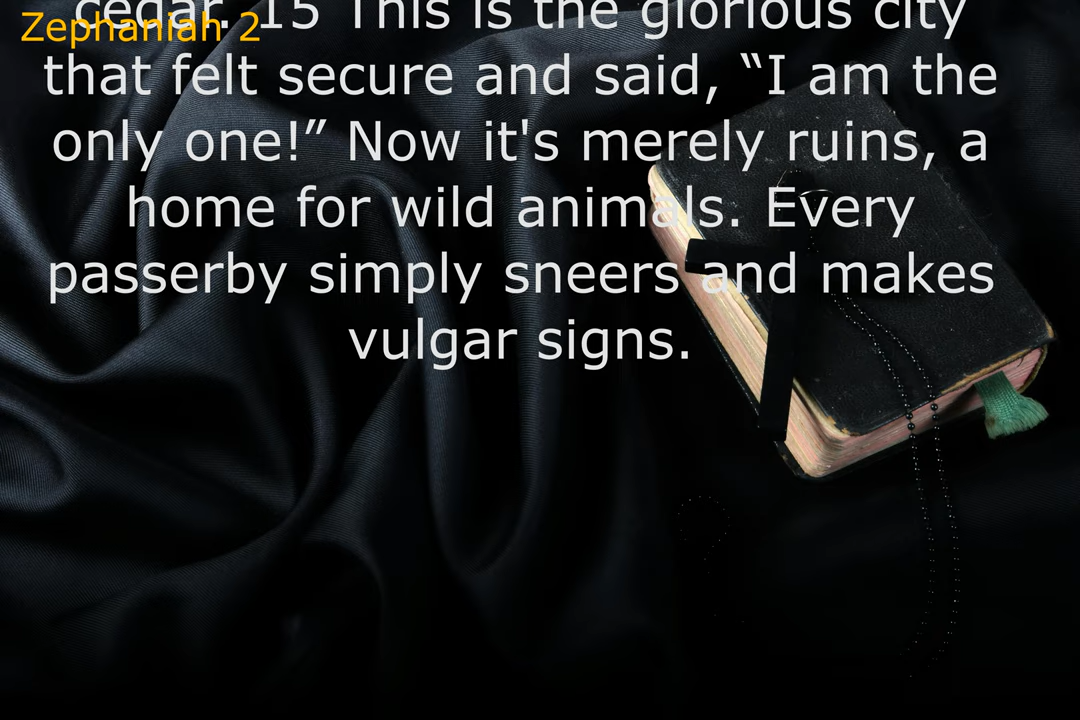 cedar. 15 This is the glorious city
Zephaniah 2
that felt secure and said, “I am the
only one!” Now it's merely ruins, a
home for wild animals. Every
passerby simply sneers and makes
vulgar signs.